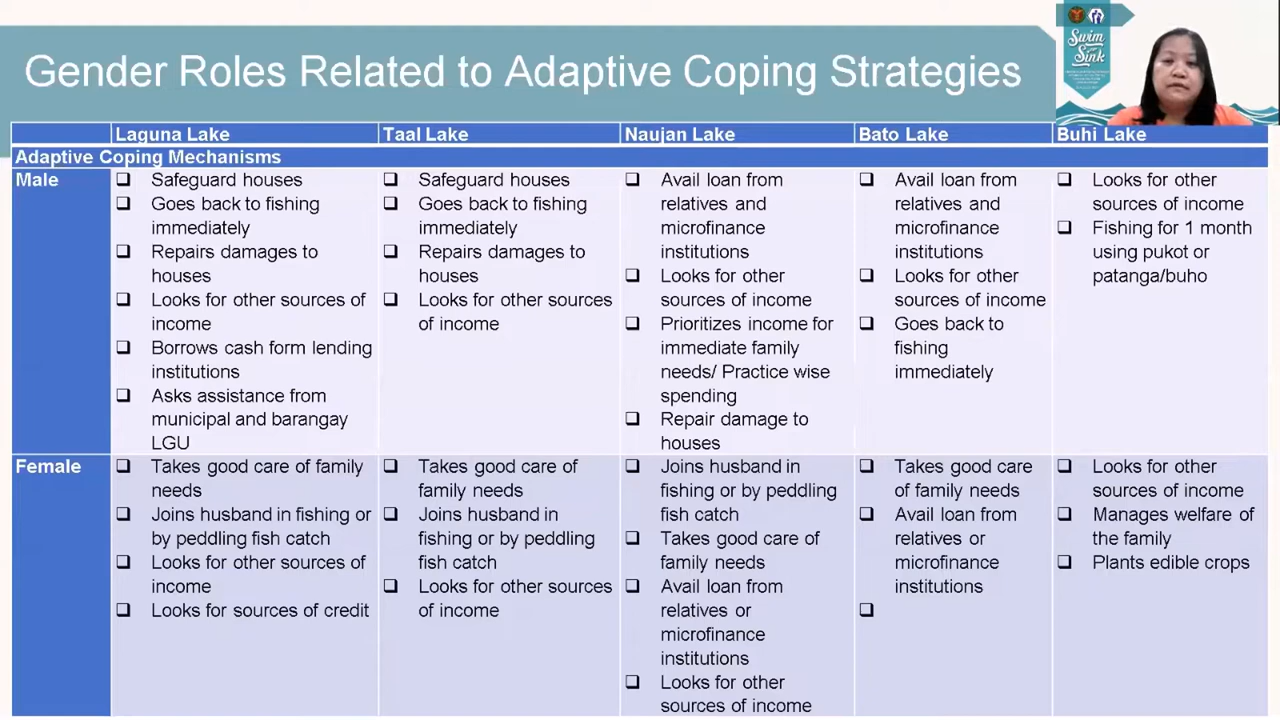 Gender Roles Related to Adaptive Coping Strategies
Swim
Sink
Laguna Lake
Taal Lake
Naujan Lake
Bato Lake
Buhi Lake
Adaptive Coping Mechanisms
Male
❑ Safeguard houses
❑ Goes back to fishing
immediately
❑ Repairs damages to
houses
❑ Looks for other sources of
income
❑ Borrows cash form lending
institutions
❑ Asks assistance from
municipal and barangay
LGU
❑ Safeguard houses
❑ Goes back to fishing
immediately
❑ Repairs damages to
houses
❑ Looks for other sources
of income
❑ Avail loan from
relatives and
microfinance
institutions
❑ Looks for other
sources of income
❑ Prioritizes income for
immediate family
needs/ Practice wise
spending
❑ Repair damage to
houses
❑ Avail loan from
relatives and
microfinance
institutions
❑ Looks for other
sources of income
❑ Goes back to
fishing
immediately
❑ Looks for other
sources of income
❑ Fishing for 1 month
using pukot or
patanga/buho
Female
❑ Takes good care of family
needs
❑ Joins husband in fishing or
by peddling fish catch
❑ Looks for other sources of
income
❑ Looks for sources of credit
❑ Takes good care of
family needs
❑ Joins husband in
fishing or by peddling
fish catch
❑ Looks for other sources
of income
❑ Joins husband in
fishing or by peddling
fish catch
❑ Takes good care of
family needs
❑ Avail loan from
relatives or
microfinance
institutions
❑ Looks for other
sources of income
❑ Takes good care
of family needs
❑ Avail loan from
relatives or
microfinance
institutions
❑
❑ Looks for other
sources of income
❑ Manages welfare of
the family
❑ Plants edible crops